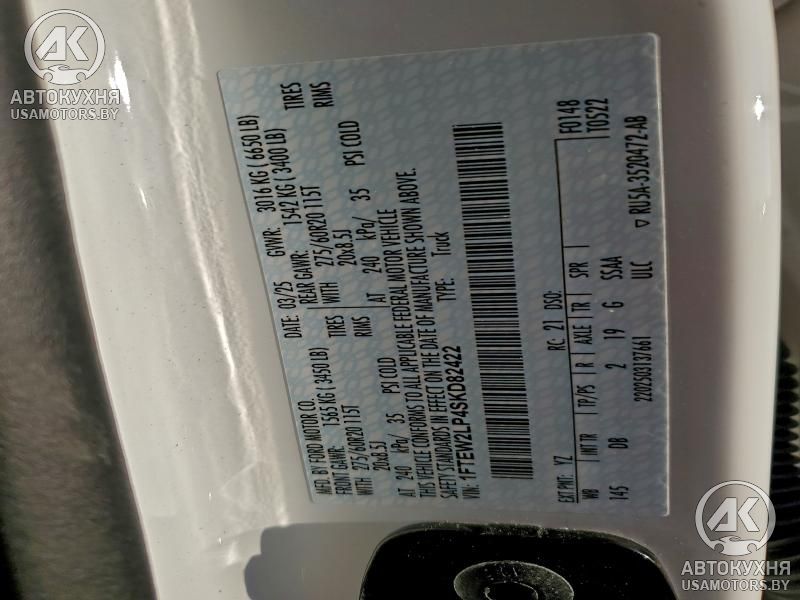 AK
АВТОКУХНЯ
USAMOTORS.BY
MFD. BY FORD MOTOR CO. DATE: 03/25 GVWR: 3016 KG ( 6650 LB)
FRONT GAWR: 1565 KG ( 3450 LB) REAR GAWR: 1542 KG ( 3400 LB)
WITH 275/60R20 115T TIRES WITH 275/60R20 115T TIRES
20x8.5J RIMS 20x8.5J RIMS
AT 240 kPa/ 35 PSI COLD AT 240 kPa/ 35 PSI COLD
THIS VEHICLE CONFORMS TO ALL APPLICABLE FEDERAL MOTOR VEHICLE
SAFETY STANDARDS IN EFFECT ON THE DATE OF MANUFACTURE SHOWN ABOVE.
VIN: 1FTEW2LP4SKD82422 TYPE: Truck
F0148
T0522
EXT PNT: YZ RC: 21 DSO:
WB INT TR TP/PS R AXLE TR SPR
145 DB 2 19 G SSAA
2202503137661 ULC ▽ RU5A-3520472-AB
AK
АВТОКУХНЯ
USAMOTORS.BY